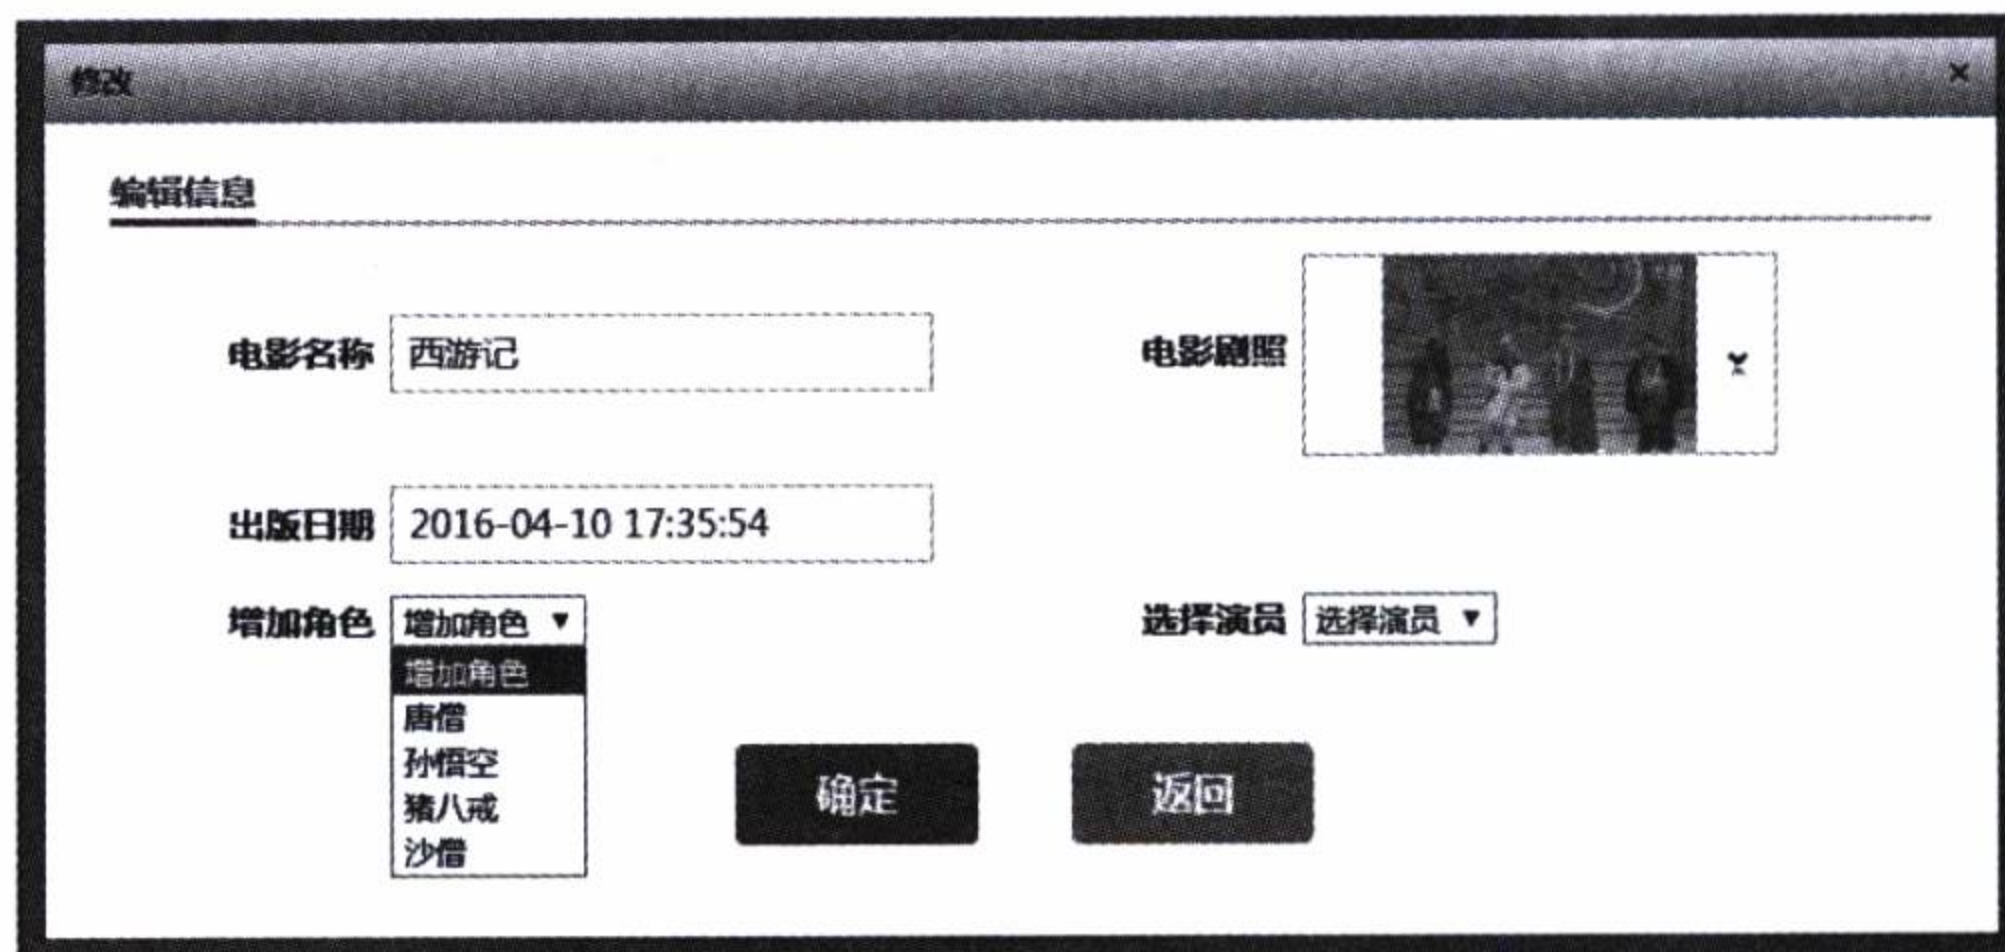 修改 ×
编辑信息
电影名称 西游记 电影剧照
出版日期 2016-04-10 17:35:54
增加角色 增加角色 ▼ 选择演员 选择演员 ▼
增加角色
唐僧
孙悟空
猪八戒
沙僧
确定 返回